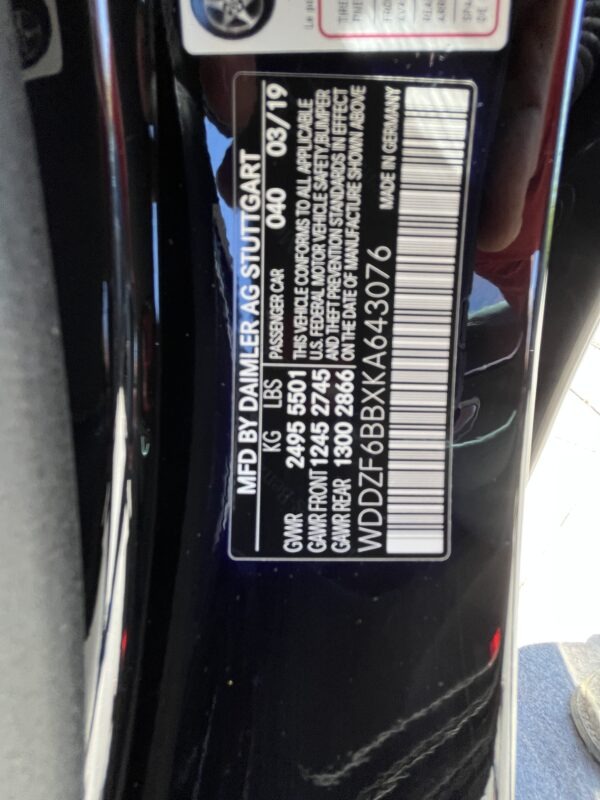 MFD BY DAIMLER AG STUTTGART
KG LBS PASSENGER CAR 040 03/19
GVWR 2495 5501
GAWR FRONT 1245 2745
GAWR REAR 1300 2866
THIS VEHICLE CONFORMS TO ALL APPLICABLE
U.S. FEDERAL MOTOR VEHICLE SAFETY,BUMPER
AND THEFT PREVENTION STANDARDS IN EFFECT
ON THE DATE OF MANUFACTURE SHOWN ABOVE
WDDZF6BBXKA643076 MADE IN GERMANY